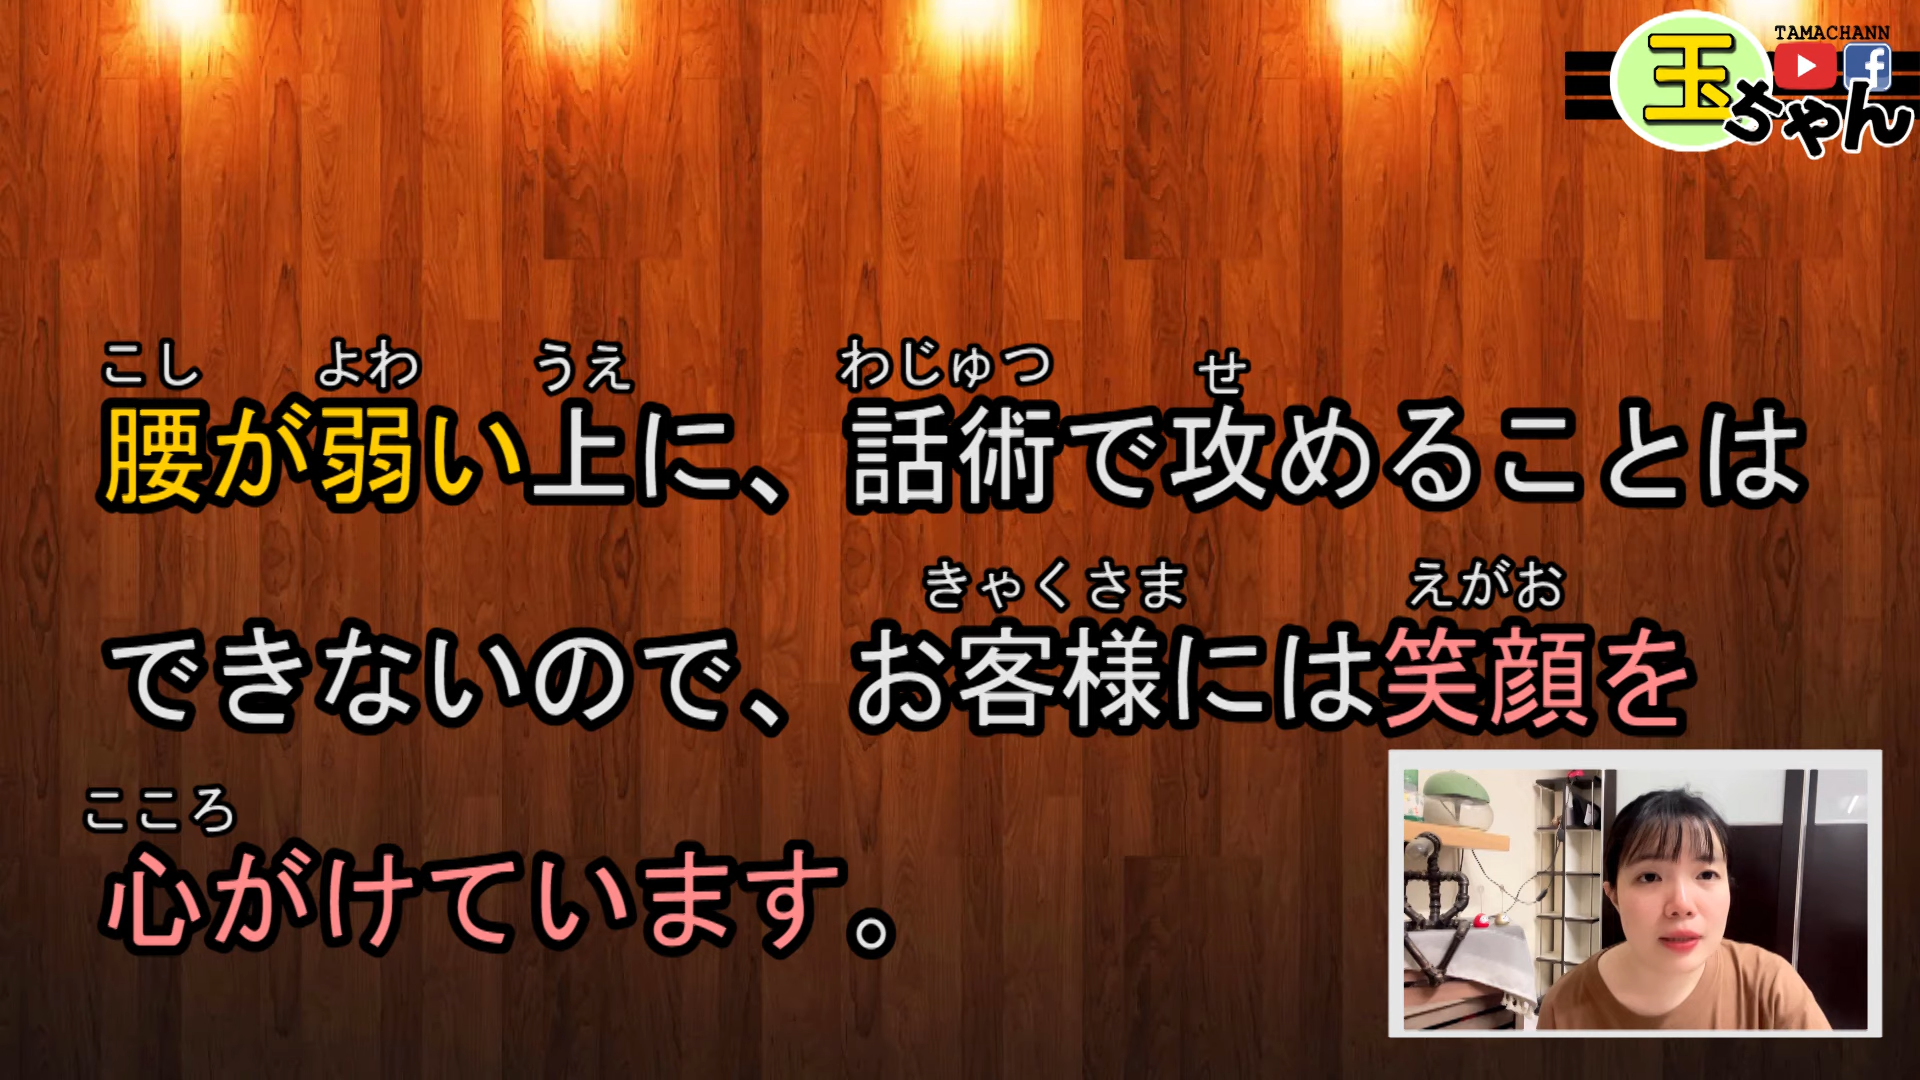 TAMACHANN
玉ちゃん
こし よわ うえ わじゅつ せ
腰が弱い上に、話術で攻めることは
きゃくさま えがお
できないので、お客様には笑顔を
こころ
心がけています。